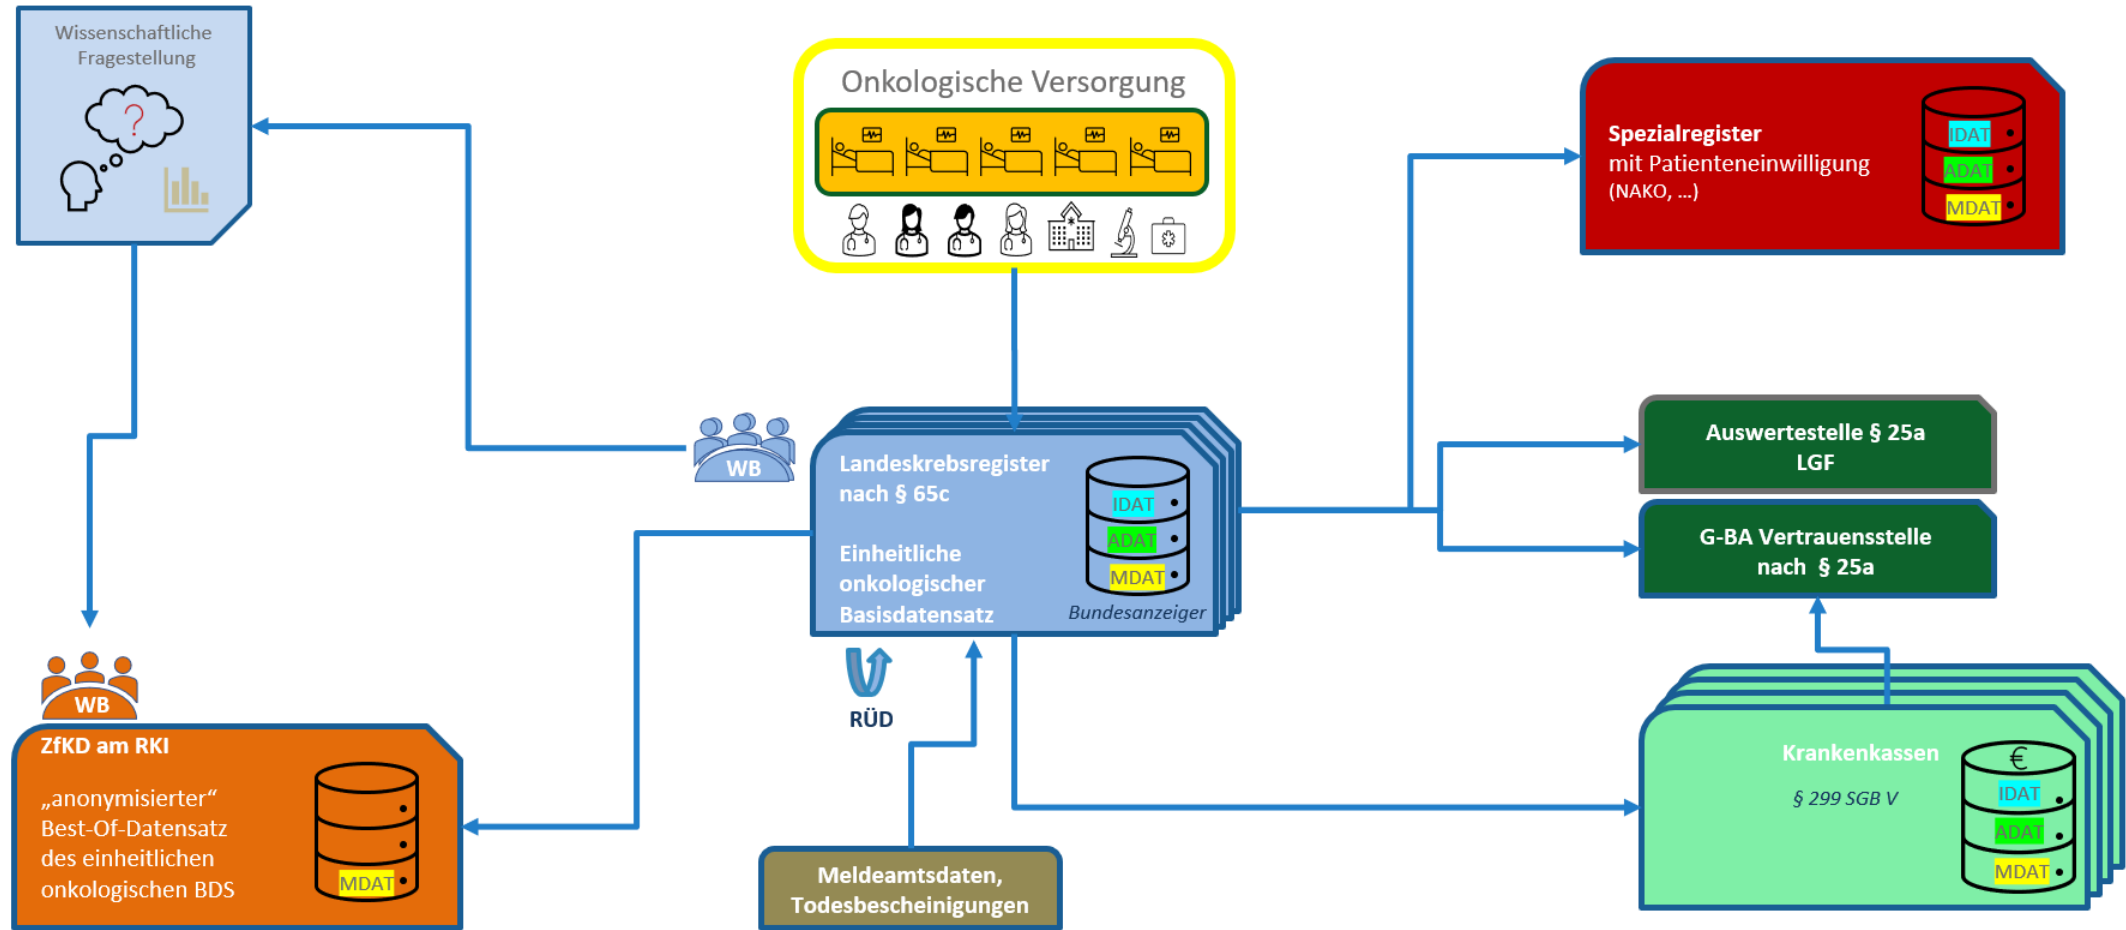 Wissenschaftliche
Fragestellung
?
Onkologische Versorgung
Spezialregister
mit Patienteneinwilligung
(NAKO, ...)
IDAT
ADAT
MDAT
WB
Landeskrebsregister
nach § 65c
Einheitliche
onkologischer
Basisdatensatz
IDAT
ADAT
MDAT
Bundesanzeiger
RÜD
Auswertestelle § 25a
LGF
G-BA Vertrauensstelle
nach § 25a
WB
ZfKD am RKI
„anonymisierter“
Best-Of-Datensatz
des einheitlichen
onkologischen BDS
MDAT
Meldeamtsdaten,
Todesbescheinigungen
Krankenkassen
§ 299 SGB V
€
IDAT
ADAT
MDAT